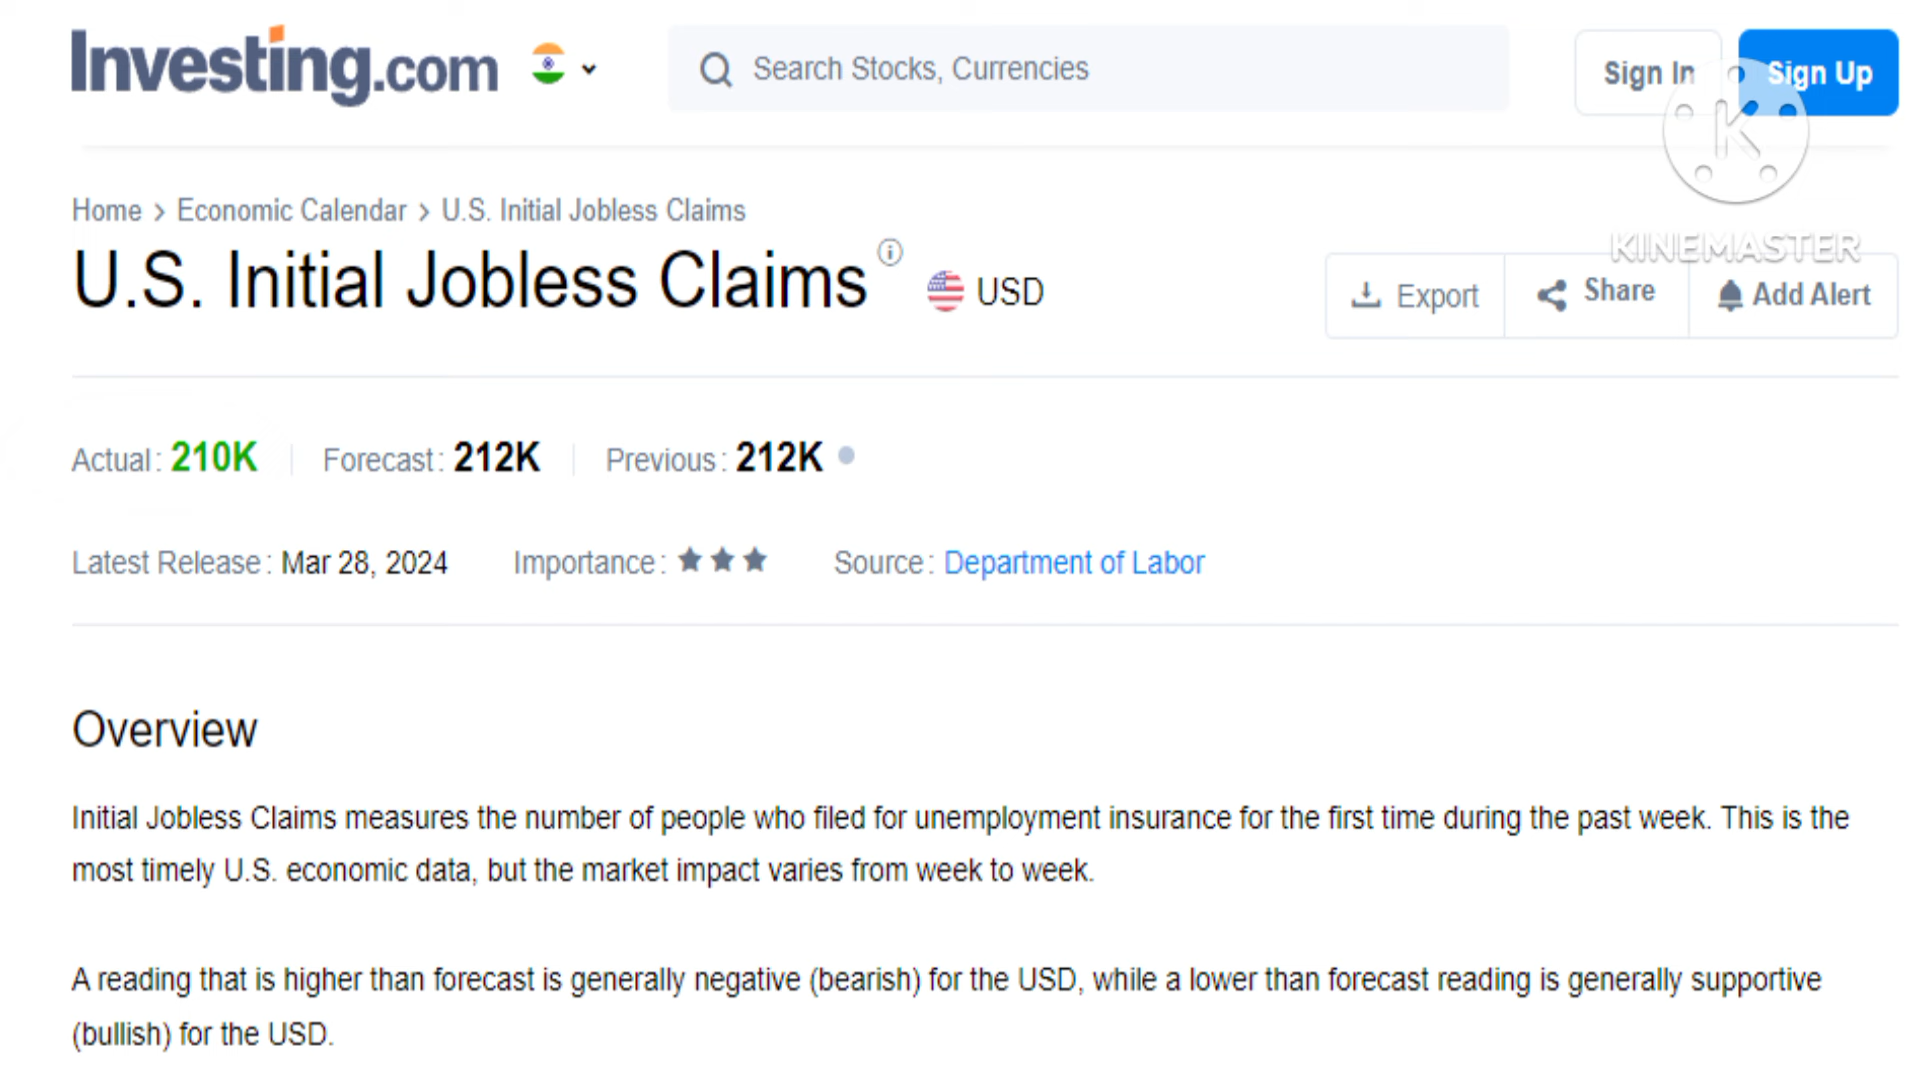 Investing.com
Search Stocks, Currencies
Sign In
Sign Up
K
KINEMASTER
Home > Economic Calendar > U.S. Initial Jobless Claims
U.S. Initial Jobless Claims
USD
Export
Share
Add Alert
Actual: 210K
Forecast: 212K
Previous: 212K
Latest Release: Mar 28, 2024
Importance:
Source: Department of Labor
Overview
Initial Jobless Claims measures the number of people who filed for unemployment insurance for the first time during the past week. This is the
most timely U.S. economic data, but the market impact varies from week to week.
A reading that is higher than forecast is generally negative (bearish) for the USD, while a lower than forecast reading is generally supportive
(bullish) for the USD.